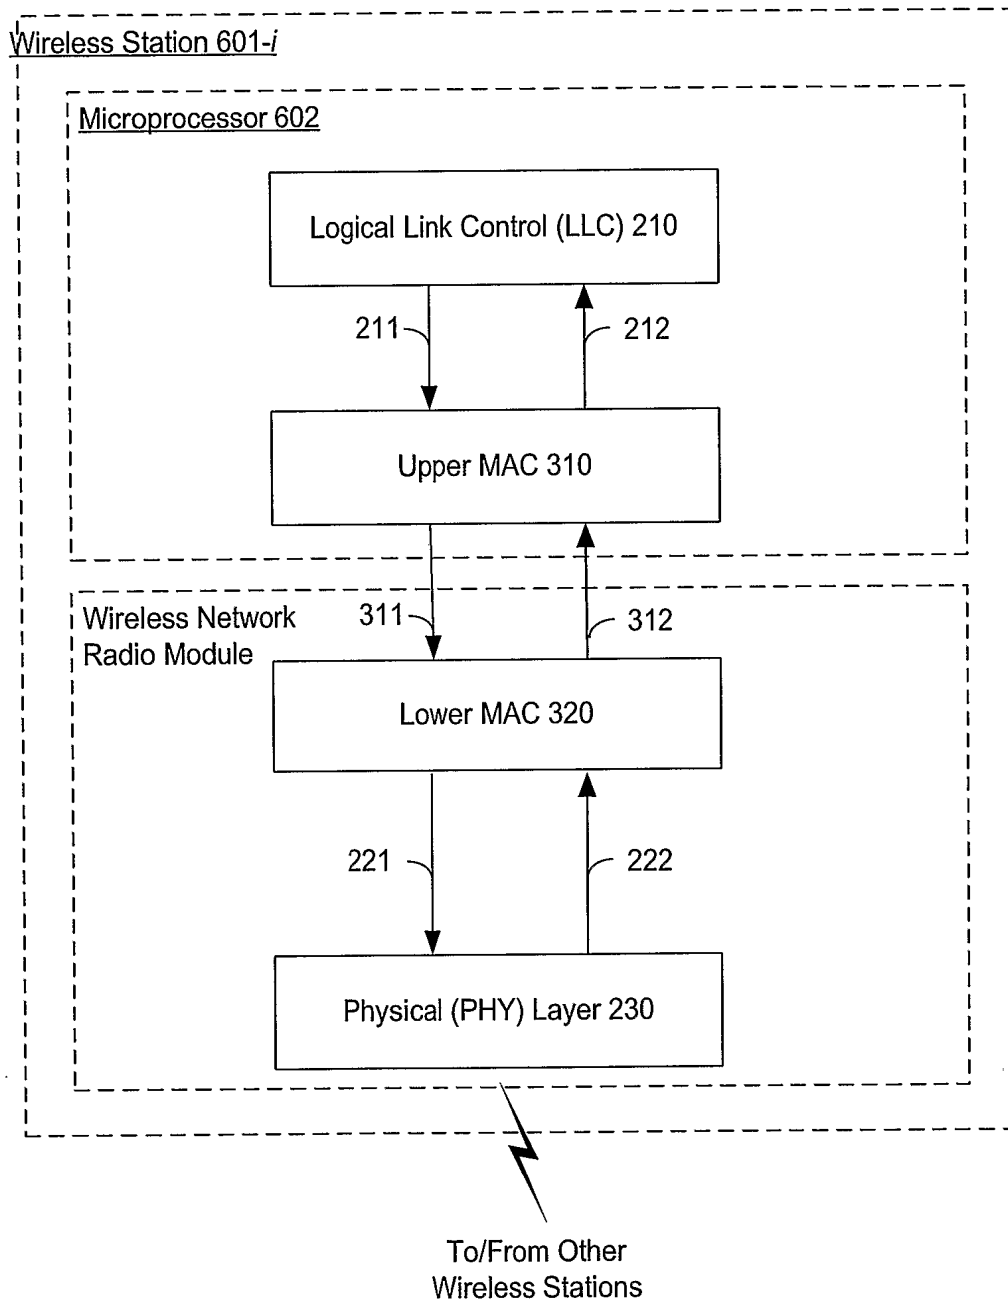 Wireless Station 601-i
Microprocessor 602
Logical Link Control (LLC) 210
211
212
Upper MAC 310
Wireless Network
Radio Module
311
312
Lower MAC 320
221
222
Physical (PHY) Layer 230
To/From Other
Wireless Stations